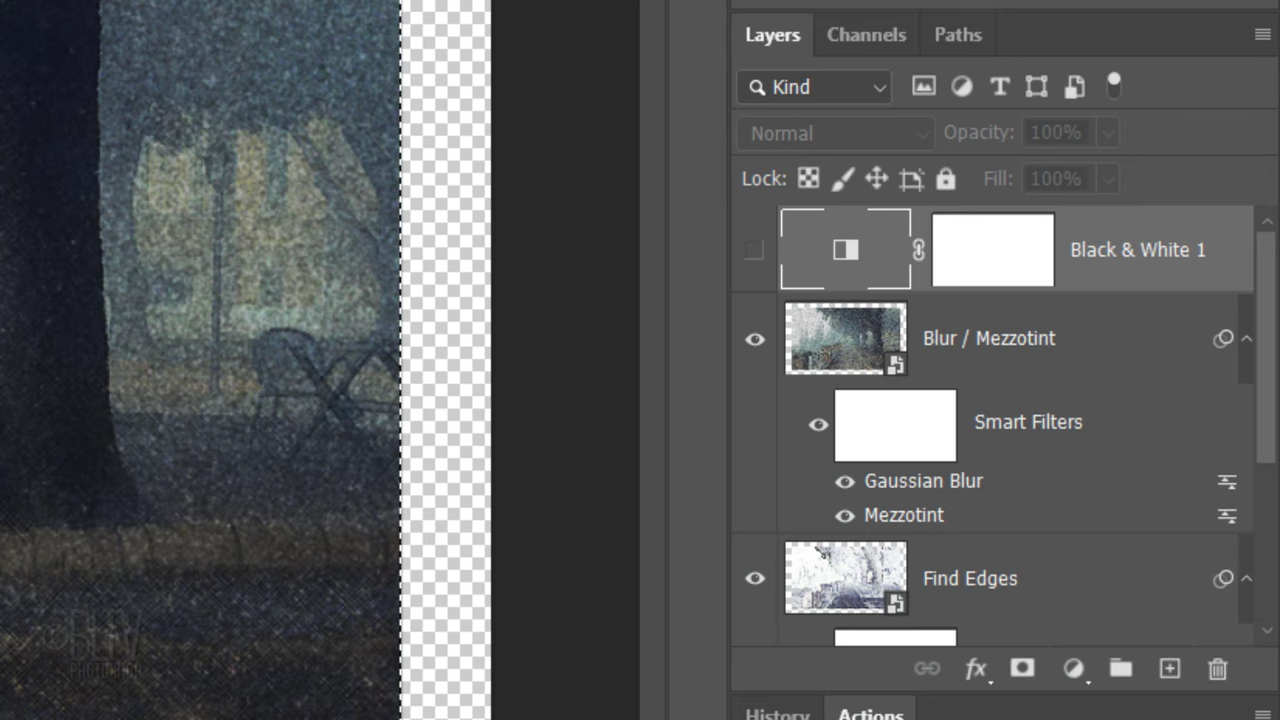 Layers Channels Paths
Kind
Normal Opacity: 100%
Lock: Fill: 100%
Black & White 1
Blur / Mezzotint
Smart Filters
Gaussian Blur
Mezzotint
Find Edges
fx
History Actions